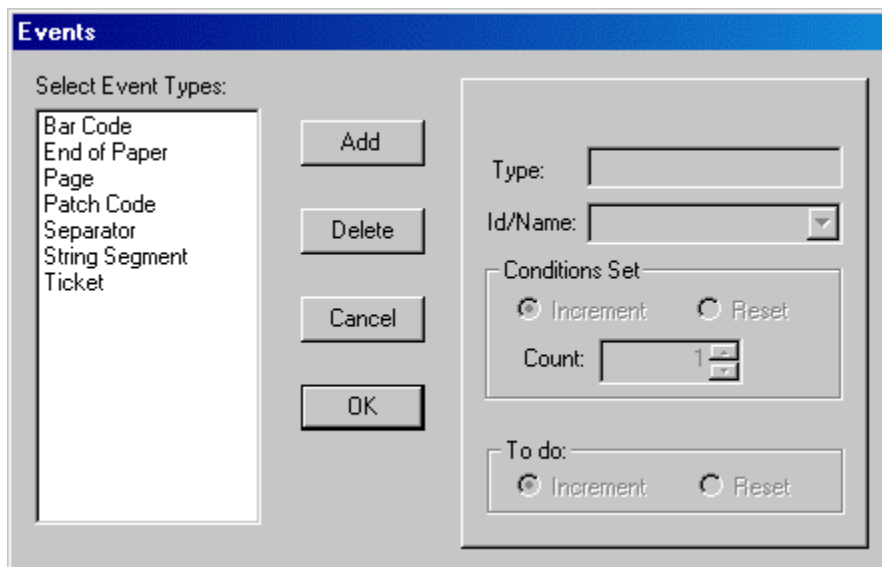 Events
Select Event Types:
Bar Code
End of Paper
Page
Patch Code
Separator
String Segment
Ticket
Add
Delete
Cancel
OK
Type:
Id/Name:
Conditions Set
Increment Reset
Count: 1
To do:
Increment Reset